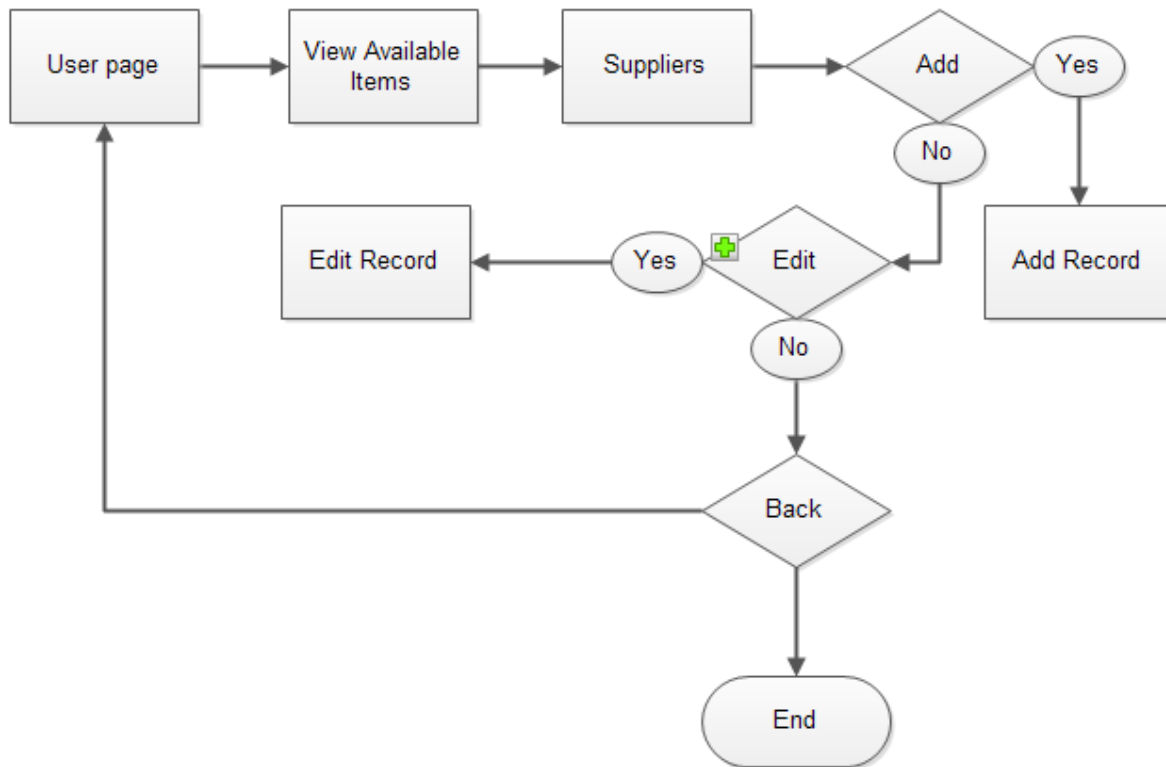 User page
View Available
Items
Suppliers
Add
Yes
No
Edit Record
Yes
Edit
Add Record
No
Back
End